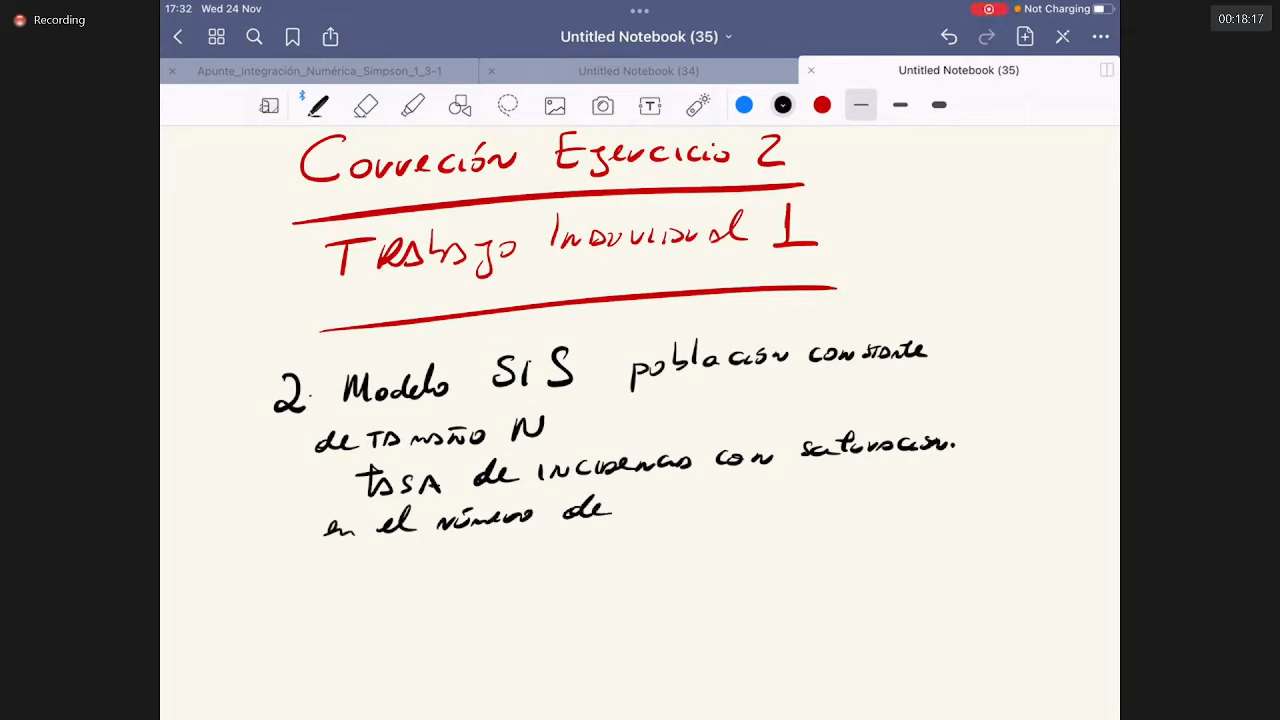 17:32 Wed 24 Nov
Not Charging
Recording
00:18:17
Untitled Notebook (35)
Apunte_Integración_Numérica_Simpson_1_3-1
Untitled Notebook (34)
Untitled Notebook (35)
Correción Ejercicio 2
Trabajo Individual 1
2. Modelo SIS población constante
de tamaño N
tasa de incidencia con saturación.
en el número de